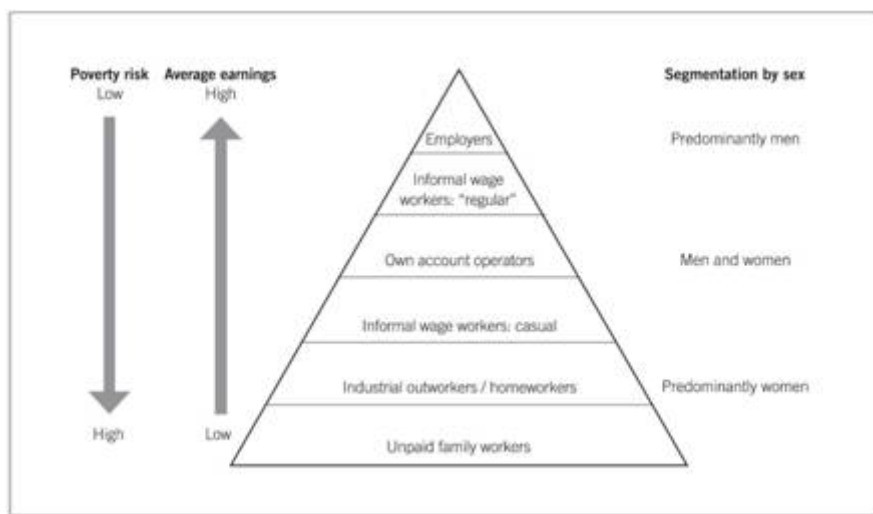 Poverty risk
Low
Average earnings
High
Segmentation by sex
Employers
Predominantly men
Informal wage
workers: "regular"
Own account operators
Men and women
Informal wage workers: casual
Industrial outworkers / homeworkers
Predominantly women
High
Low
Unpaid family workers